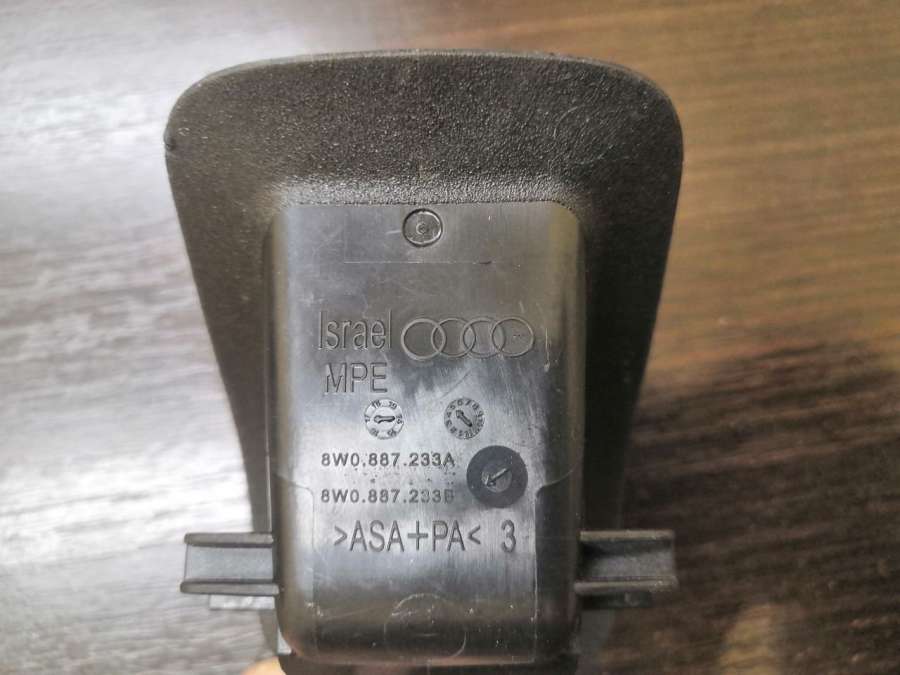 Israel
MPE
8W0.887.233A
8W0.887.233B
>ASA+PA< 3